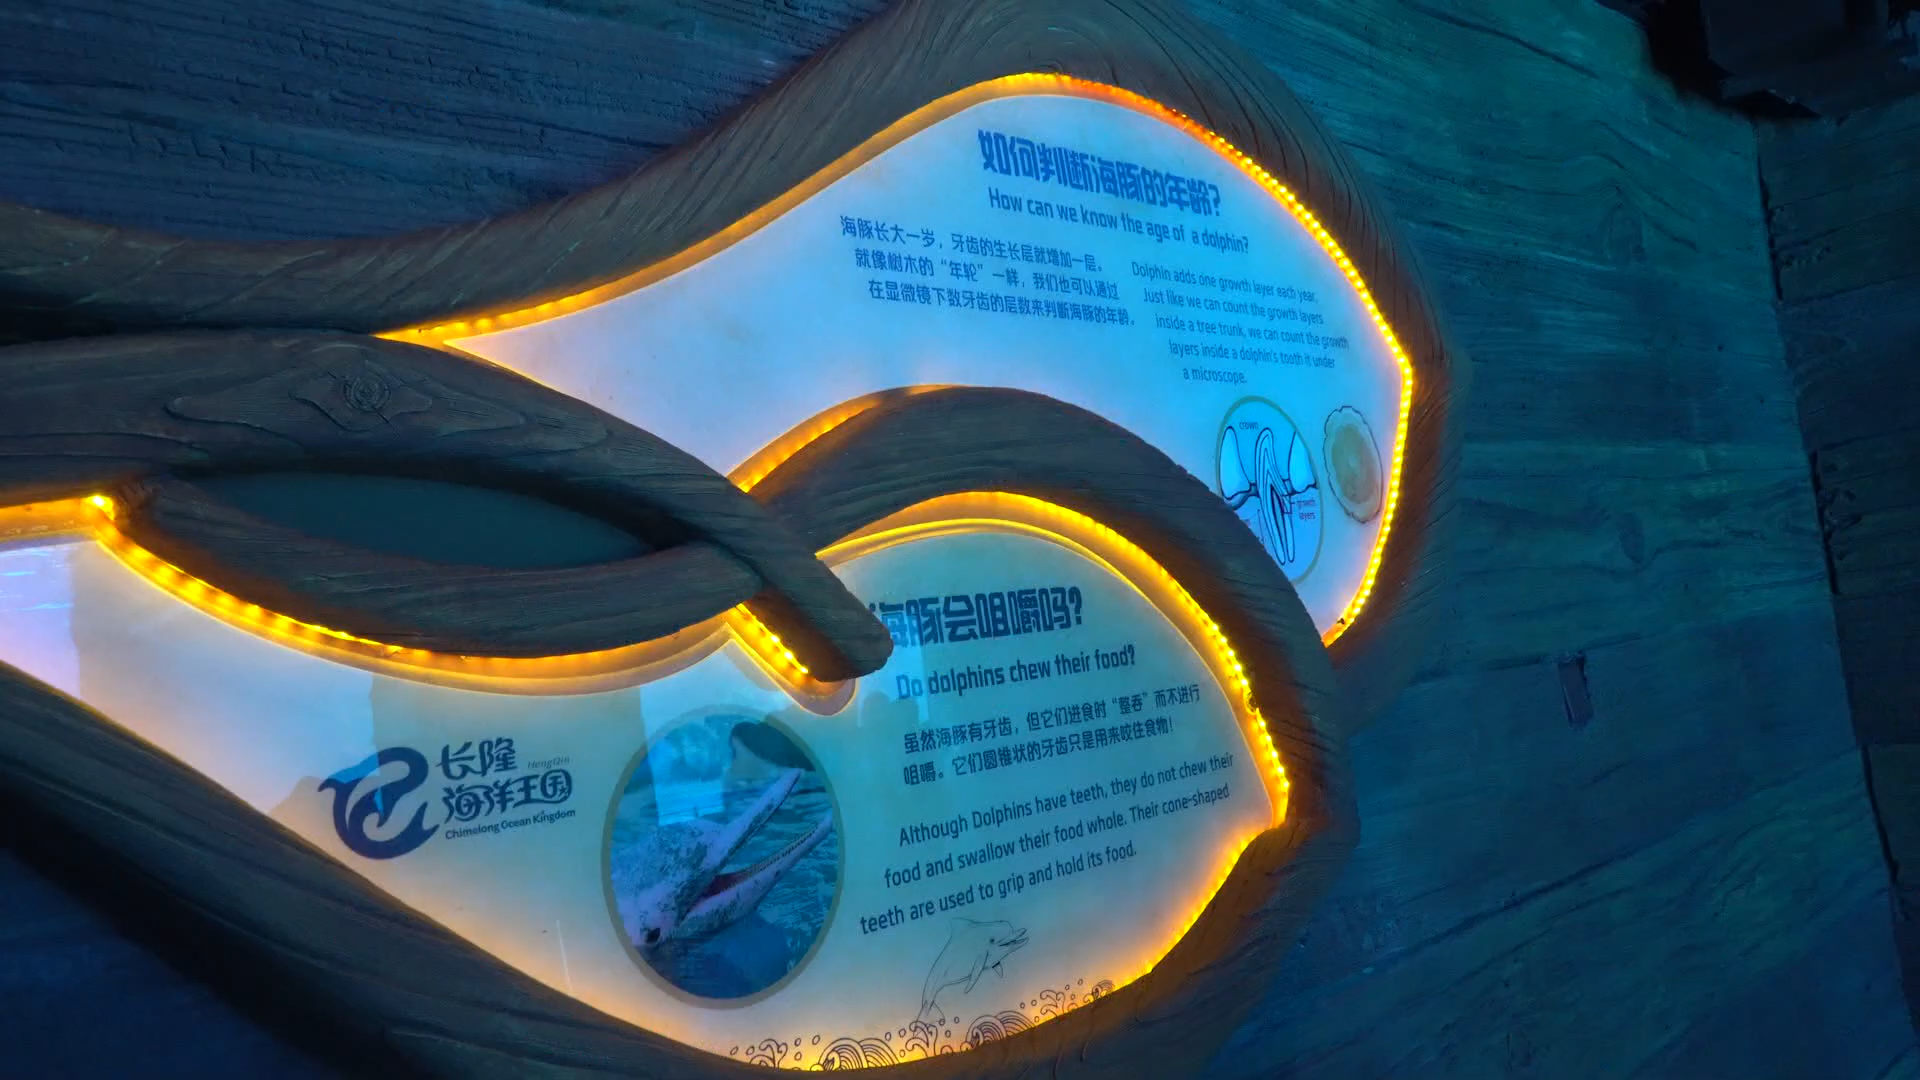 如何判断海豚的年龄?
How can we know the age of a dolphin?
海豚长大一岁，牙齿的生长层就增加一层。
就像树木的“年轮”一样，我们也可以通过
在显微镜下数牙齿的层数来判断海豚的年龄。
Dolphin adds one growth layer each year.
Just like we can count the growth layers
inside a tree trunk, we can count the growth
layers inside a dolphin's tooth it under
a microscope.
crown
growth
layers
海豚会咀嚼吗?
Do dolphins chew their food?
虽然海豚有牙齿，但它们进食时“整吞”而不进行
咀嚼。它们圆锥状的牙齿只是用来咬住食物!
Although Dolphins have teeth, they do not chew their
food and swallow their food whole. Their cone-shaped
teeth are used to grip and hold its food.
长隆
HengQin
海洋王国
Chimelong Ocean Kingdom